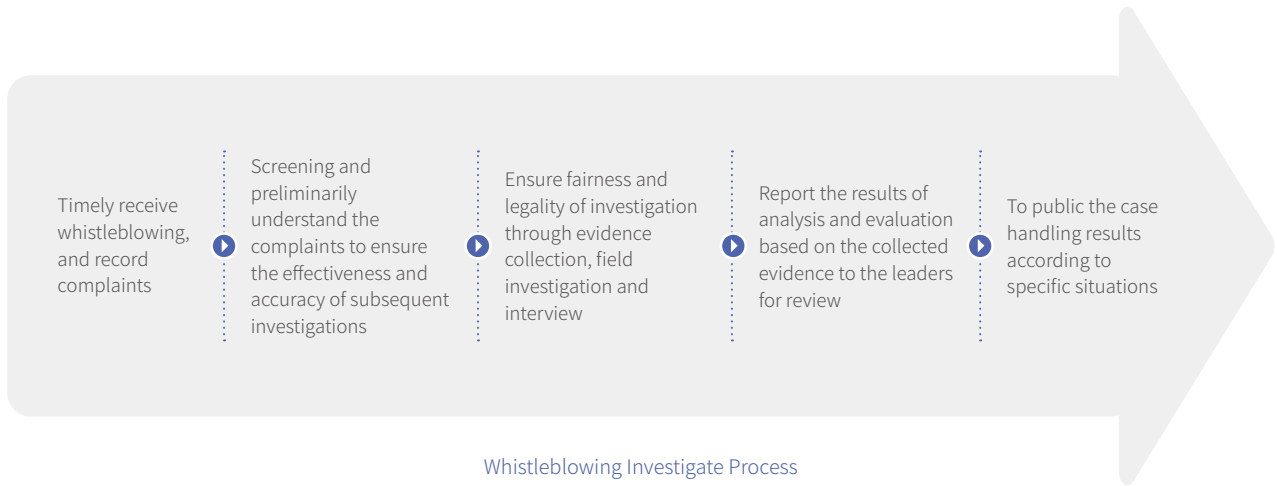 Timely receive
whistleblowing,
and record
complaints
Screening and
preliminarily
understand the
complaints to ensure
the effectiveness and
accuracy of subsequent
investigations
Ensure fairness and
legality of investigation
through evidence
collection, field
investigation and
interview
Report the results of
analysis and evaluation
based on the collected
evidence to the leaders
for review
To public the case
handling results
according to
specific situations
Whistleblowing Investigate Process